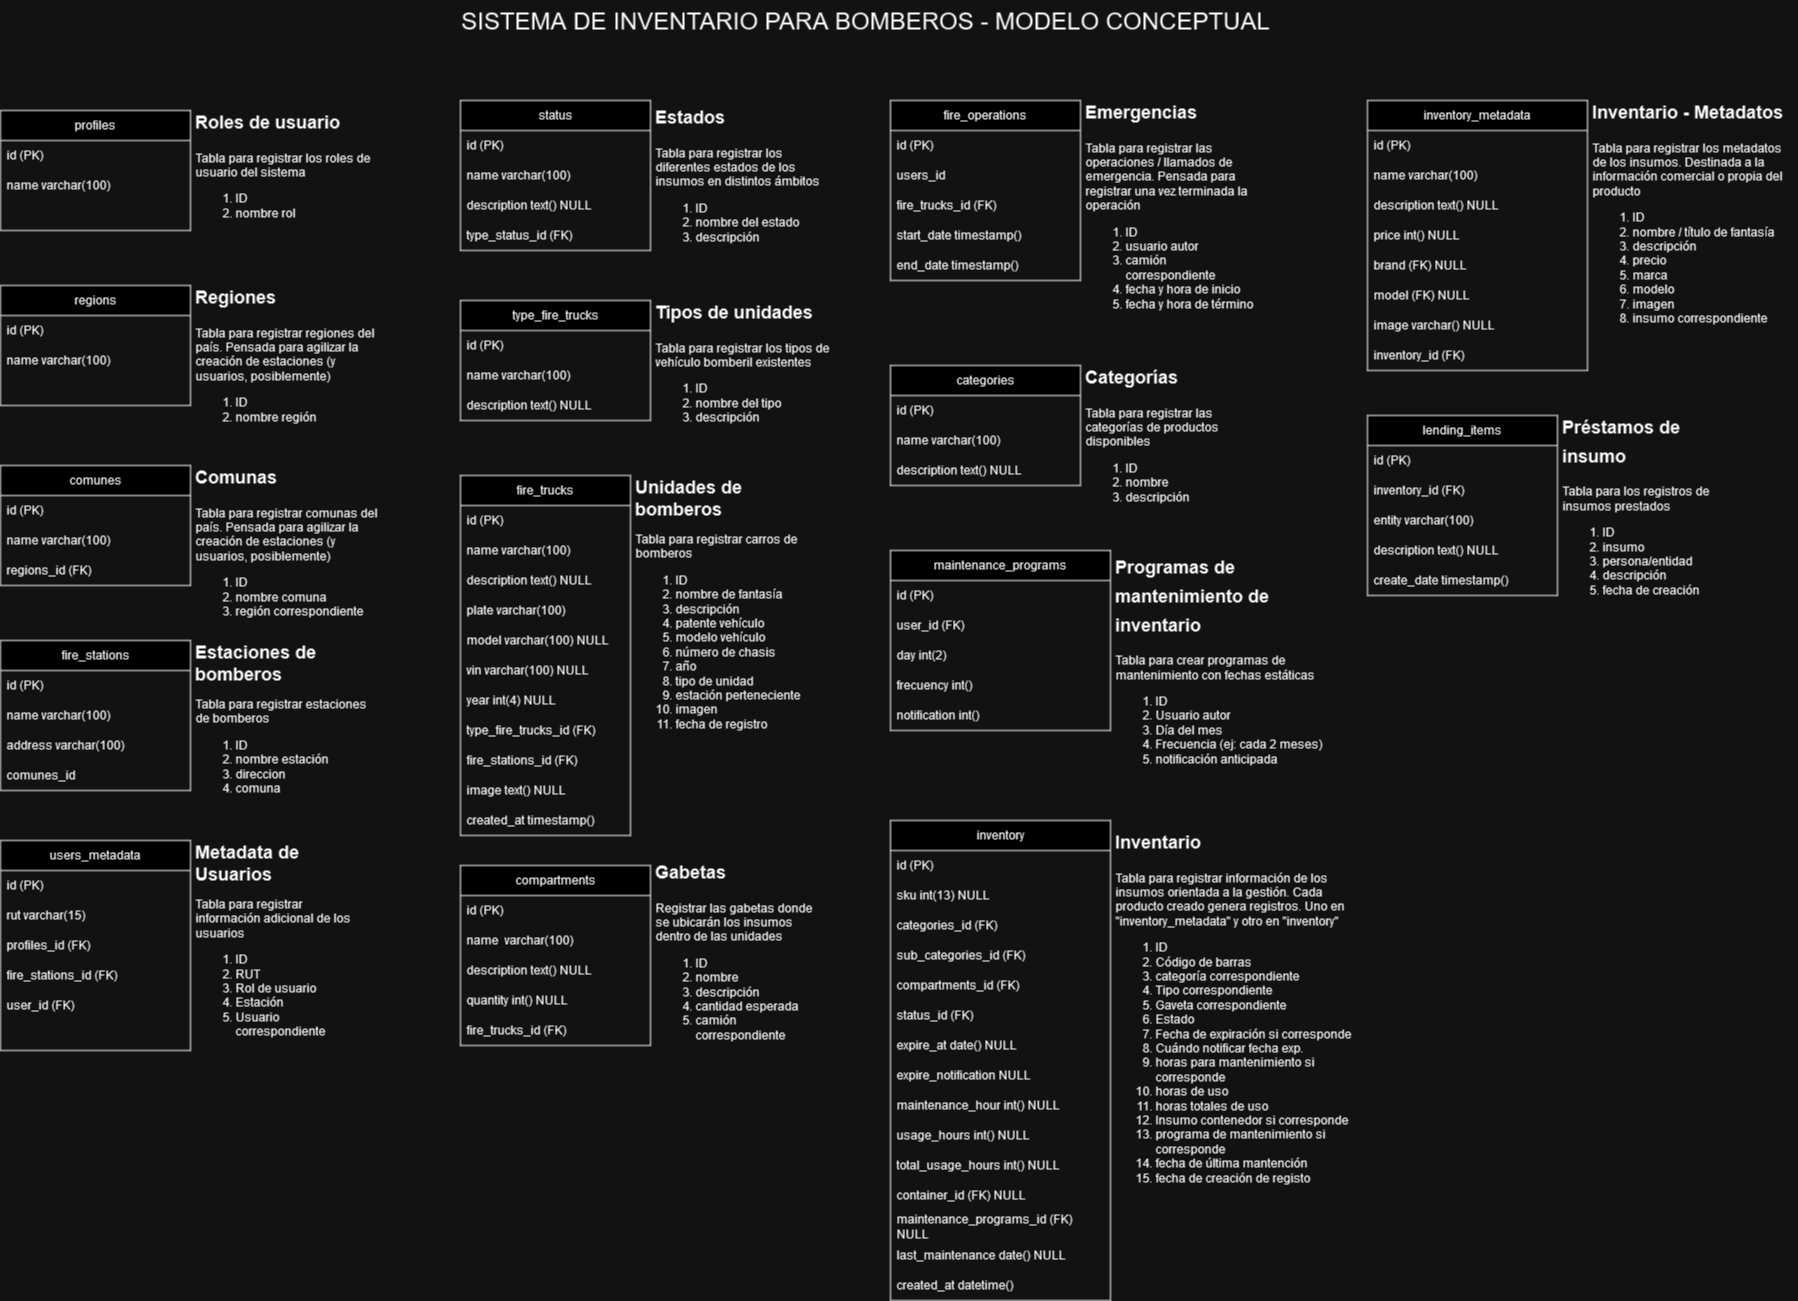 SISTEMA DE INVENTARIO PARA BOMBEROS - MODELO CONCEPTUAL
profiles
id (PK)
name varchar(100)
Roles de usuario
Tabla para registrar los roles de
usuario del sistema
1. ID
2. nombre rol
regions
id (PK)
name varchar(100)
Regiones
Tabla para registrar regiones del
país. Pensada para agilizar la
creación de estaciones (y
usuarios, posiblemente)
1. ID
2. nombre región
comunes
id (PK)
name varchar(100)
regions_id (FK)
Comunas
Tabla para registrar comunas del
país. Pensada para agilizar la
creación de estaciones (y
usuarios, posiblemente)
1. ID
2. nombre comuna
3. región correspondiente
fire_stations
id (PK)
name varchar(100)
address varchar(100)
comunes_id
Estaciones de
bomberos
Tabla para registrar estaciones
de bomberos
1. ID
2. nombre estación
3. direccion
4. comuna
users_metadata
id (PK)
rut varchar(15)
profiles_id (FK)
fire_stations_id (FK)
user_id (FK)
Metadata de
Usuarios
Tabla para registrar
información adicional de los
usuarios
1. ID
2. RUT
3. Rol de usuario
4. Estación
5. Usuario
correspondiente
status
id (PK)
name varchar(100)
description text() NULL
type_status_id (FK)
Estados
Tabla para registrar los
diferentes estados de los
insumos en distintos ámbitos
1. ID
2. nombre del estado
3. descripción
type_fire_trucks
id (PK)
name varchar(100)
description text() NULL
Tipos de unidades
Tabla para registrar los tipos de
vehículo bomberil existentes
1. ID
2. nombre del tipo
3. descripción
fire_trucks
id (PK)
name varchar(100)
description text() NULL
plate varchar(100)
model varchar(100) NULL
vin varchar(100) NULL
year int(4) NULL
type_fire_trucks_id (FK)
fire_stations_id (FK)
image text() NULL
created_at timestamp()
Unidades de
bomberos
Tabla para registrar carros de
bomberos
1. ID
2. nombre de fantasía
3. descripción
4. patente vehículo
5. modelo vehículo
6. número de chasis
7. año
8. tipo de unidad
9. estación perteneciente
10. imagen
11. fecha de registro
compartments
id (PK)
name  varchar(100)
description text() NULL
quantity int() NULL
fire_trucks_id (FK)
Gabetas
Registrar las gabetas donde
se ubicarán los insumos
dentro de las unidades
1. ID
2. nombre
3. descripción
4. cantidad esperada
5. camión
correspondiente
fire_operations
id (PK)
users_id
fire_trucks_id (FK)
start_date timestamp()
end_date timestamp()
Emergencias
Tabla para registrar las
operaciones / llamados de
emergencia. Pensada para
registrar una vez terminada la
operación
1. ID
2. usuario autor
3. camión
correspondiente
4. fecha y hora de inicio
5. fecha y hora de término
categories
id (PK)
name varchar(100)
description text() NULL
Categorías
Tabla para registrar las
categorías de productos
disponibles
1. ID
2. nombre
3. descripción
maintenance_programs
id (PK)
user_id (FK)
day int(2)
frecuency int()
notification int()
Programas de
mantenimiento de
inventario
Tabla para crear programas de
mantenimiento con fechas estáticas
1. ID
2. Usuario autor
3. Día del mes
4. Frecuencia (ej: cada 2 meses)
5. notificación anticipada
inventory
id (PK)
sku int(13) NULL
categories_id (FK)
sub_categories_id (FK)
compartments_id (FK)
status_id (FK)
expire_at date() NULL
expire_notification NULL
maintenance_hour int() NULL
usage_hours int() NULL
total_usage_hours int() NULL
container_id (FK) NULL
maintenance_programs_id (FK)
NULL
last_maintenance date() NULL
created_at datetime()
Inventario
Tabla para registrar información de los
insumos orientada a la gestión. Cada
producto creado genera registros. Uno en
"inventory_metadata" y otro en "inventory"
1. ID
2. Código de barras
3. categoría correspondiente
4. Tipo correspondiente
5. Gaveta correspondiente
6. Estado
7. Fecha de expiración si corresponde
8. Cuándo notificar fecha exp.
9. horas para mantenimiento si
corresponde
10. horas de uso
11. horas totales de uso
12. Insumo contenedor si corresponde
13. programa de mantenimiento si
corresponde
14. fecha de última mantención
15. fecha de creación de registo
inventory_metadata
id (PK)
name varchar(100)
description text() NULL
price int() NULL
brand (FK) NULL
model (FK) NULL
image varchar() NULL
inventory_id (FK)
Inventario - Metadatos
Tabla para registrar los metadatos
de los insumos. Destinada a la
información comercial o propia del
producto
1. ID
2. nombre / título de fantasía
3. descripción
4. precio
5. marca
6. modelo
7. imagen
8. insumo correspondiente
lending_items
id (PK)
inventory_id (FK)
entity varchar(100)
description text() NULL
create_date timestamp()
Préstamos de
insumo
Tabla para los registros de
insumos prestados
1. ID
2. insumo
3. persona/entidad
4. descripción
5. fecha de creación